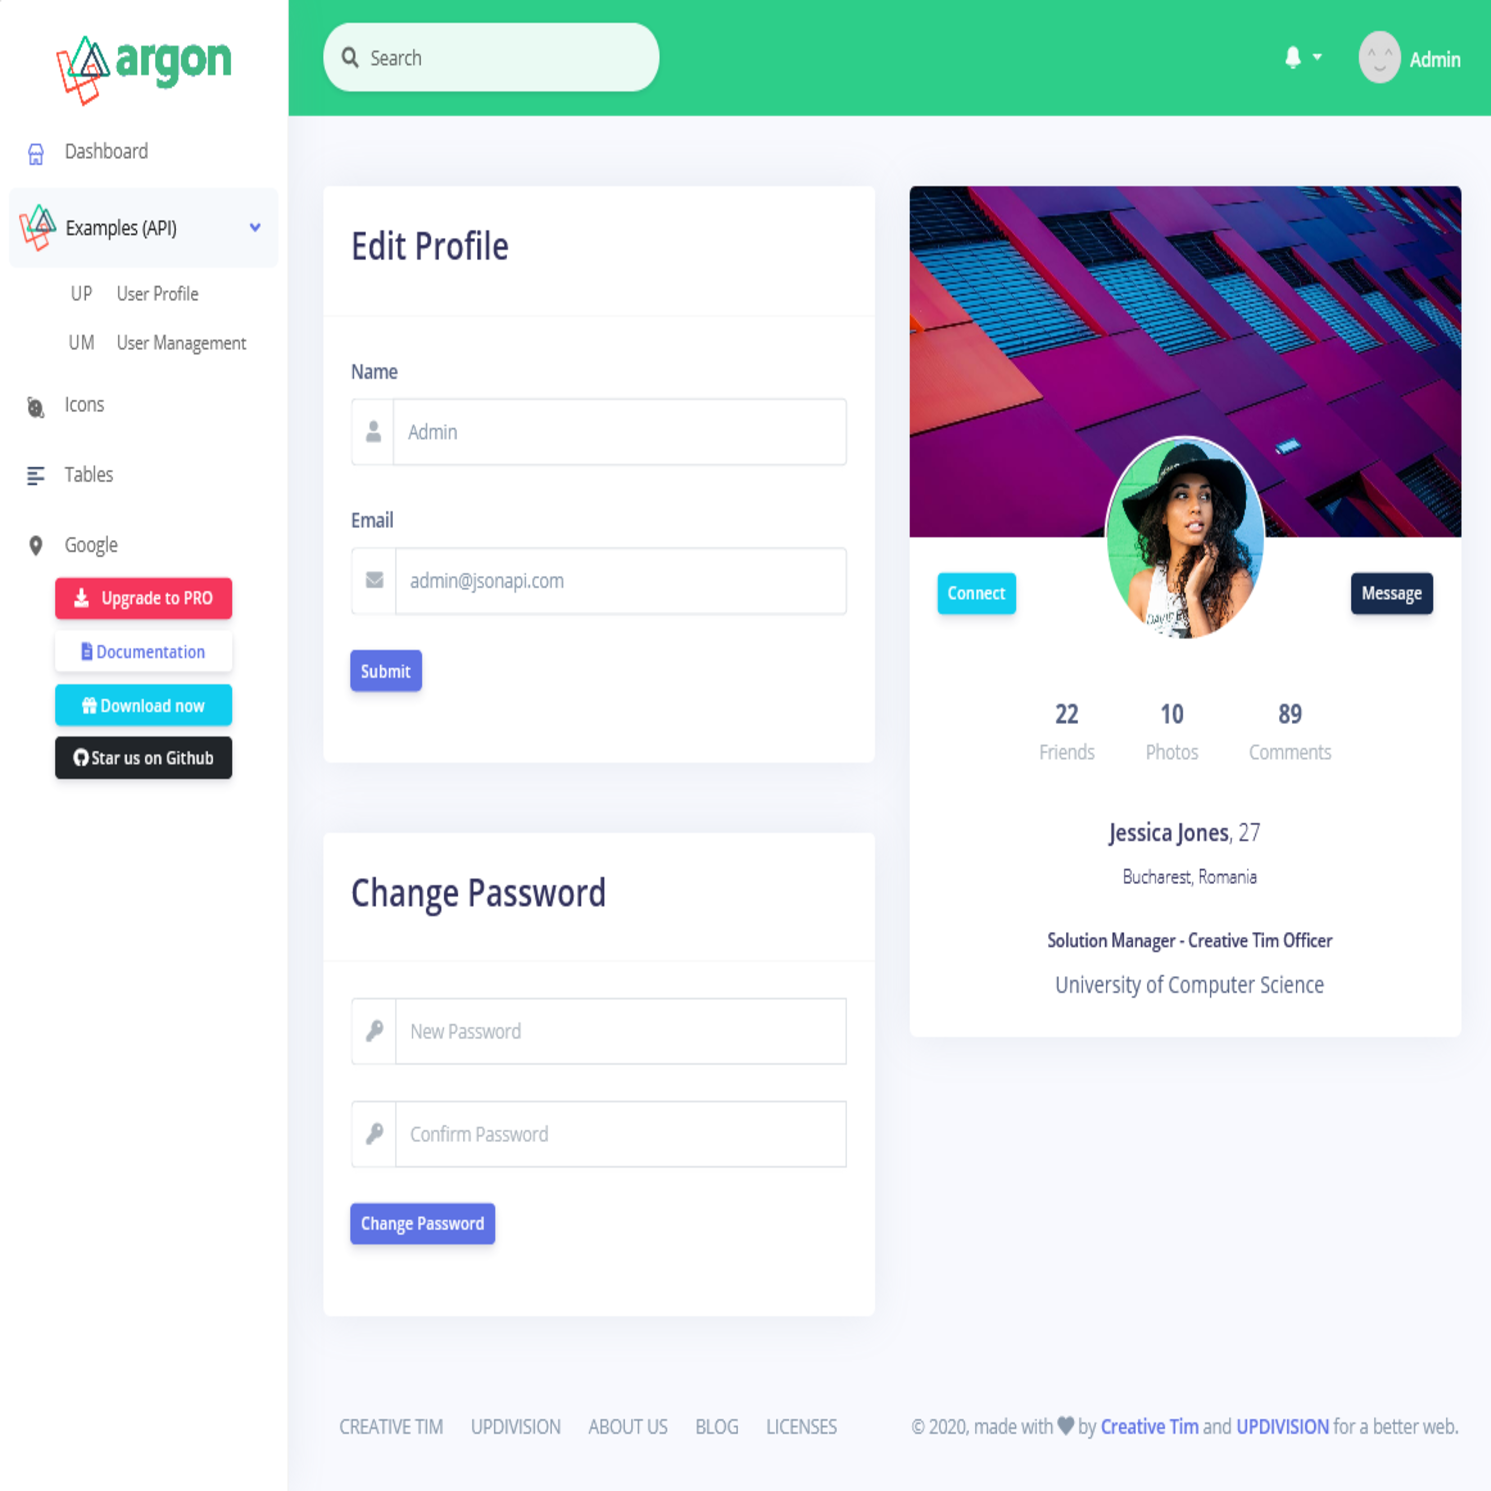 argon
Dashboard
Examples (API)
UP User Profile
UM User Management
Icons
Tables
Google
Upgrade to PRO
Documentation
Download now
Star us on Github
Search
Admin
Edit Profile
Name
Admin
Email
admin@jsonapi.com
Submit
Change Password
New Password
Confirm Password
Change Password
Connect
Message
22 10 89
Friends Photos Comments
Jessica Jones, 27
Bucharest, Romania
Solution Manager - Creative Tim Officer
University of Computer Science
CREATIVE TIM UPDIVISION ABOUT US BLOG LICENSES
© 2020, made with by Creative Tim and UPDIVISION for a better web.